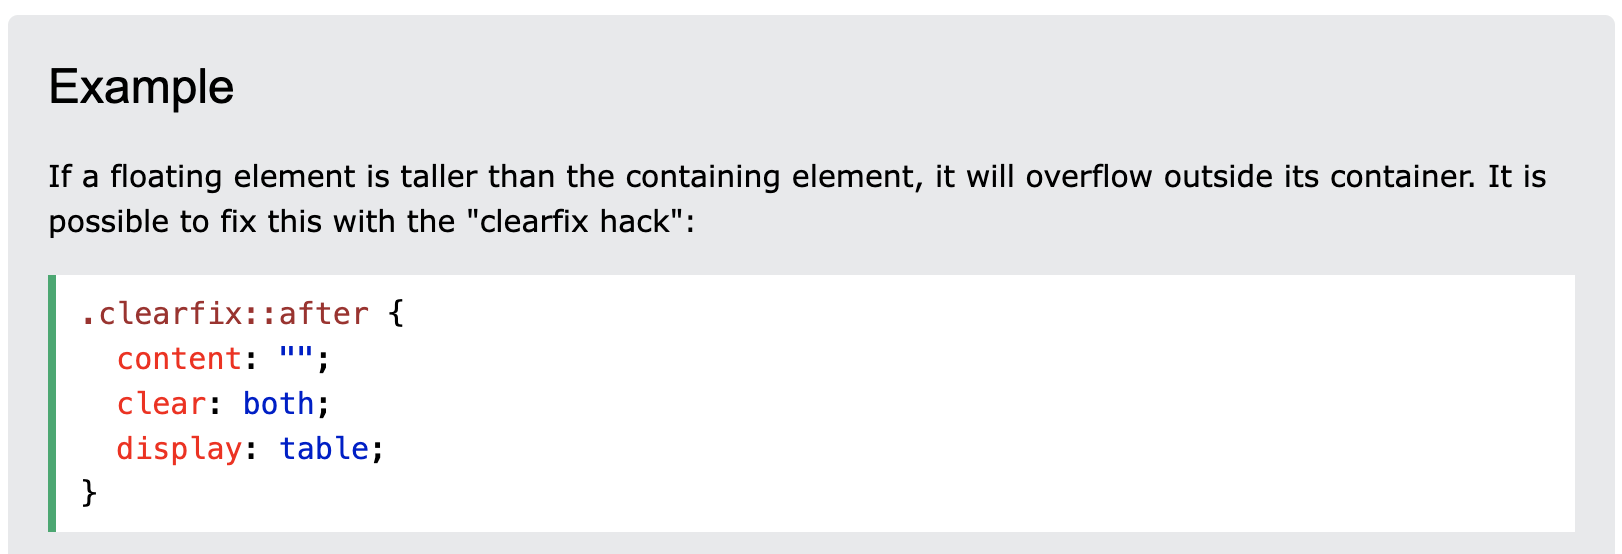 Example
If a floating element is taller than the containing element, it will overflow outside its container. It is
possible to fix this with the "clearfix hack":
.clearfix::after {
  content: "";
  clear: both;
  display: table;
}